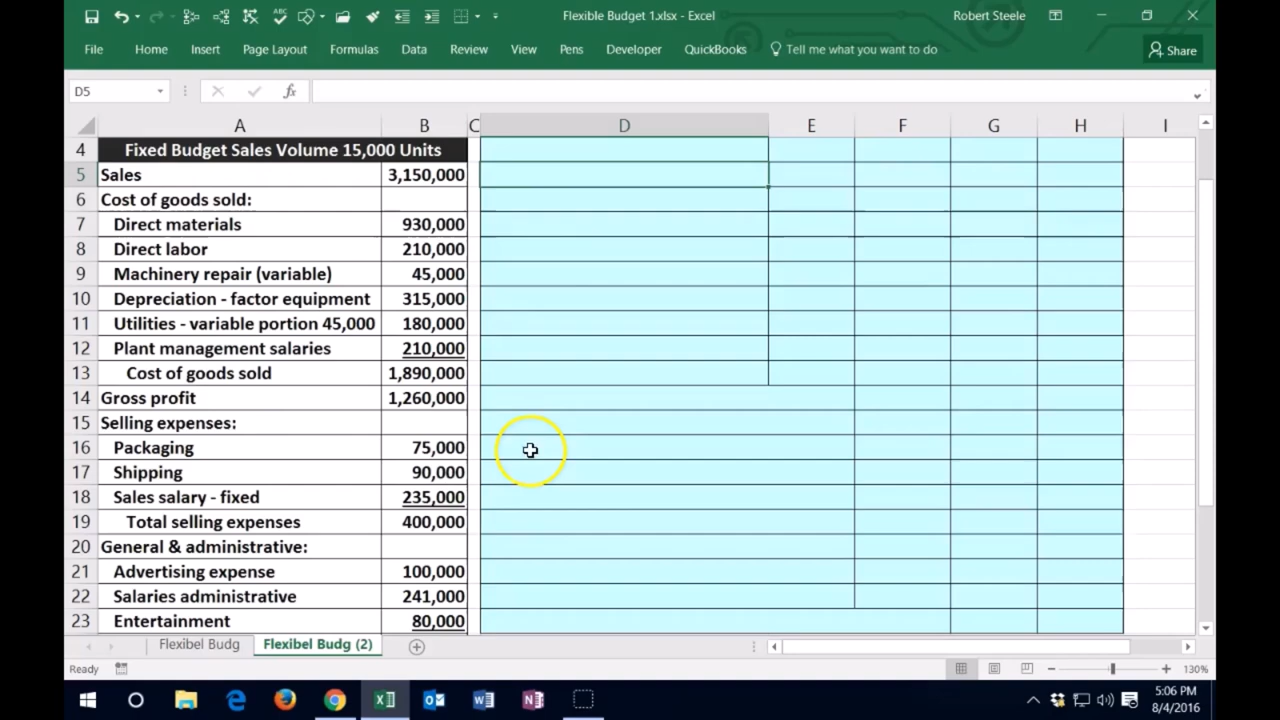 Flexible Budget 1.xlsx - Excel
Robert Steele
File Home Insert Page Layout Formulas Data Review View Pens Developer QuickBooks Tell me what you want to do Share
D5 fx
A B C D E F G H I
4 Fixed Budget Sales Volume 15,000 Units
5 Sales 3,150,000
6 Cost of goods sold:
7 Direct materials 930,000
8 Direct labor 210,000
9 Machinery repair (variable) 45,000
10 Depreciation - factor equipment 315,000
11 Utilities - variable portion 45,000 180,000
12 Plant management salaries 210,000
13 Cost of goods sold 1,890,000
14 Gross profit 1,260,000
15 Selling expenses:
16 Packaging 75,000
17 Shipping 90,000
18 Sales salary - fixed 235,000
19 Total selling expenses 400,000
20 General & administrative:
21 Advertising expense 100,000
22 Salaries administrative 241,000
23 Entertainment 80,000
Flexibel Budg Flexibel Budg (2)
Ready 130%
5:06 PM
8/4/2016